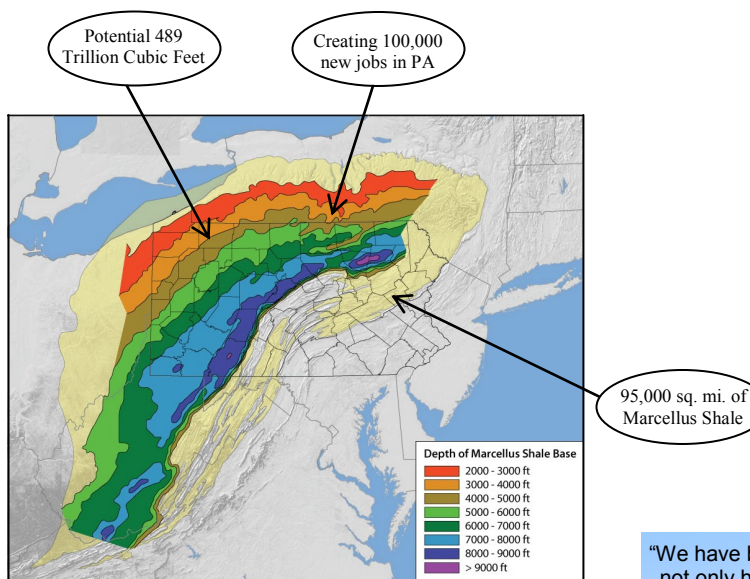 Potential 489
Trillion Cubic Feet
Creating 100,000
new jobs in PA
95,000 sq. mi. of
Marcellus Shale
Depth of Marcellus Shale Base
2000 - 3000 ft
3000 - 4000 ft
4000 - 5000 ft
5000 - 6000 ft
6000 - 7000 ft
7000 - 8000 ft
8000 - 9000 ft
> 9000 ft
“We have
not only